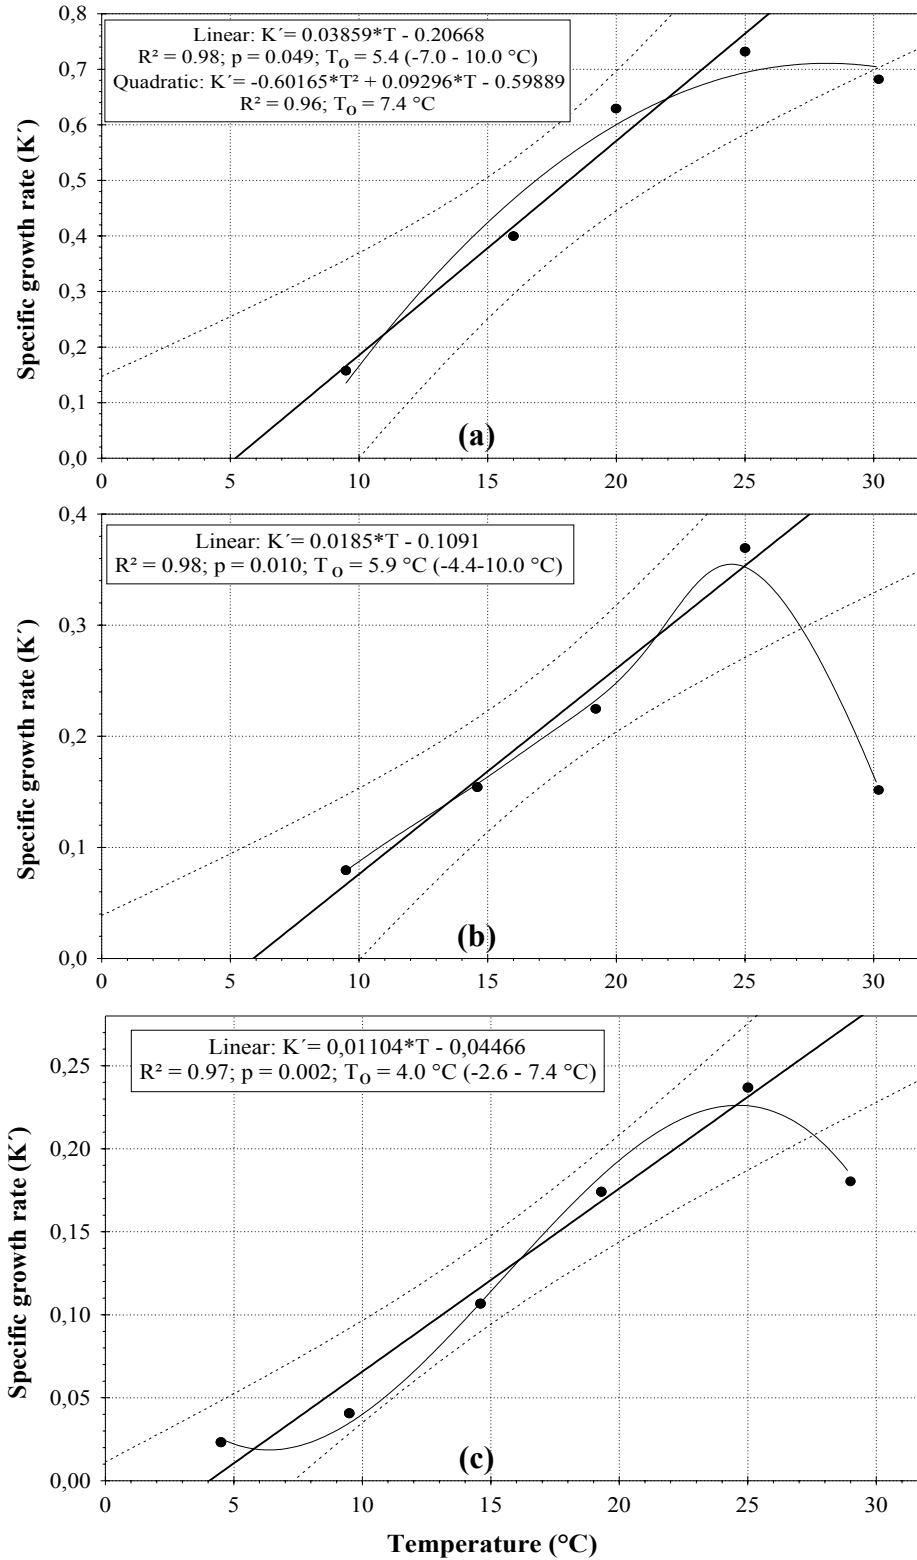 0,8
0,7
0,6
0,5
0,4
0,3
0,2
0,1
0,0
Specific growth rate (K´)
Linear: K´= 0.03859*T - 0.20668
R² = 0.98; p = 0.049; To = 5.4 (-7.0 - 10.0 °C)
Quadratic: K´= -0.60165*T² + 0.09296*T - 0.59889
R² = 0.96; To = 7.4 °C
(a)
0 5 10 15 20 25 30
0,4
0,3
0,2
0,1
0,0
Specific growth rate (K´)
Linear: K´= 0.0185*T - 0.1091
R² = 0.98; p = 0.010; To = 5.9 °C (-4.4-10.0 °C)
(b)
0 5 10 15 20 25 30
0,25
0,20
0,15
0,10
0,05
0,00
Specific growth rate (K´)
Linear: K´= 0,01104*T - 0,04466
R² = 0.97; p = 0.002; To = 4.0 °C (-2.6 - 7.4 °C)
(c)
0 5 10 15 20 25 30
Temperature (°C)